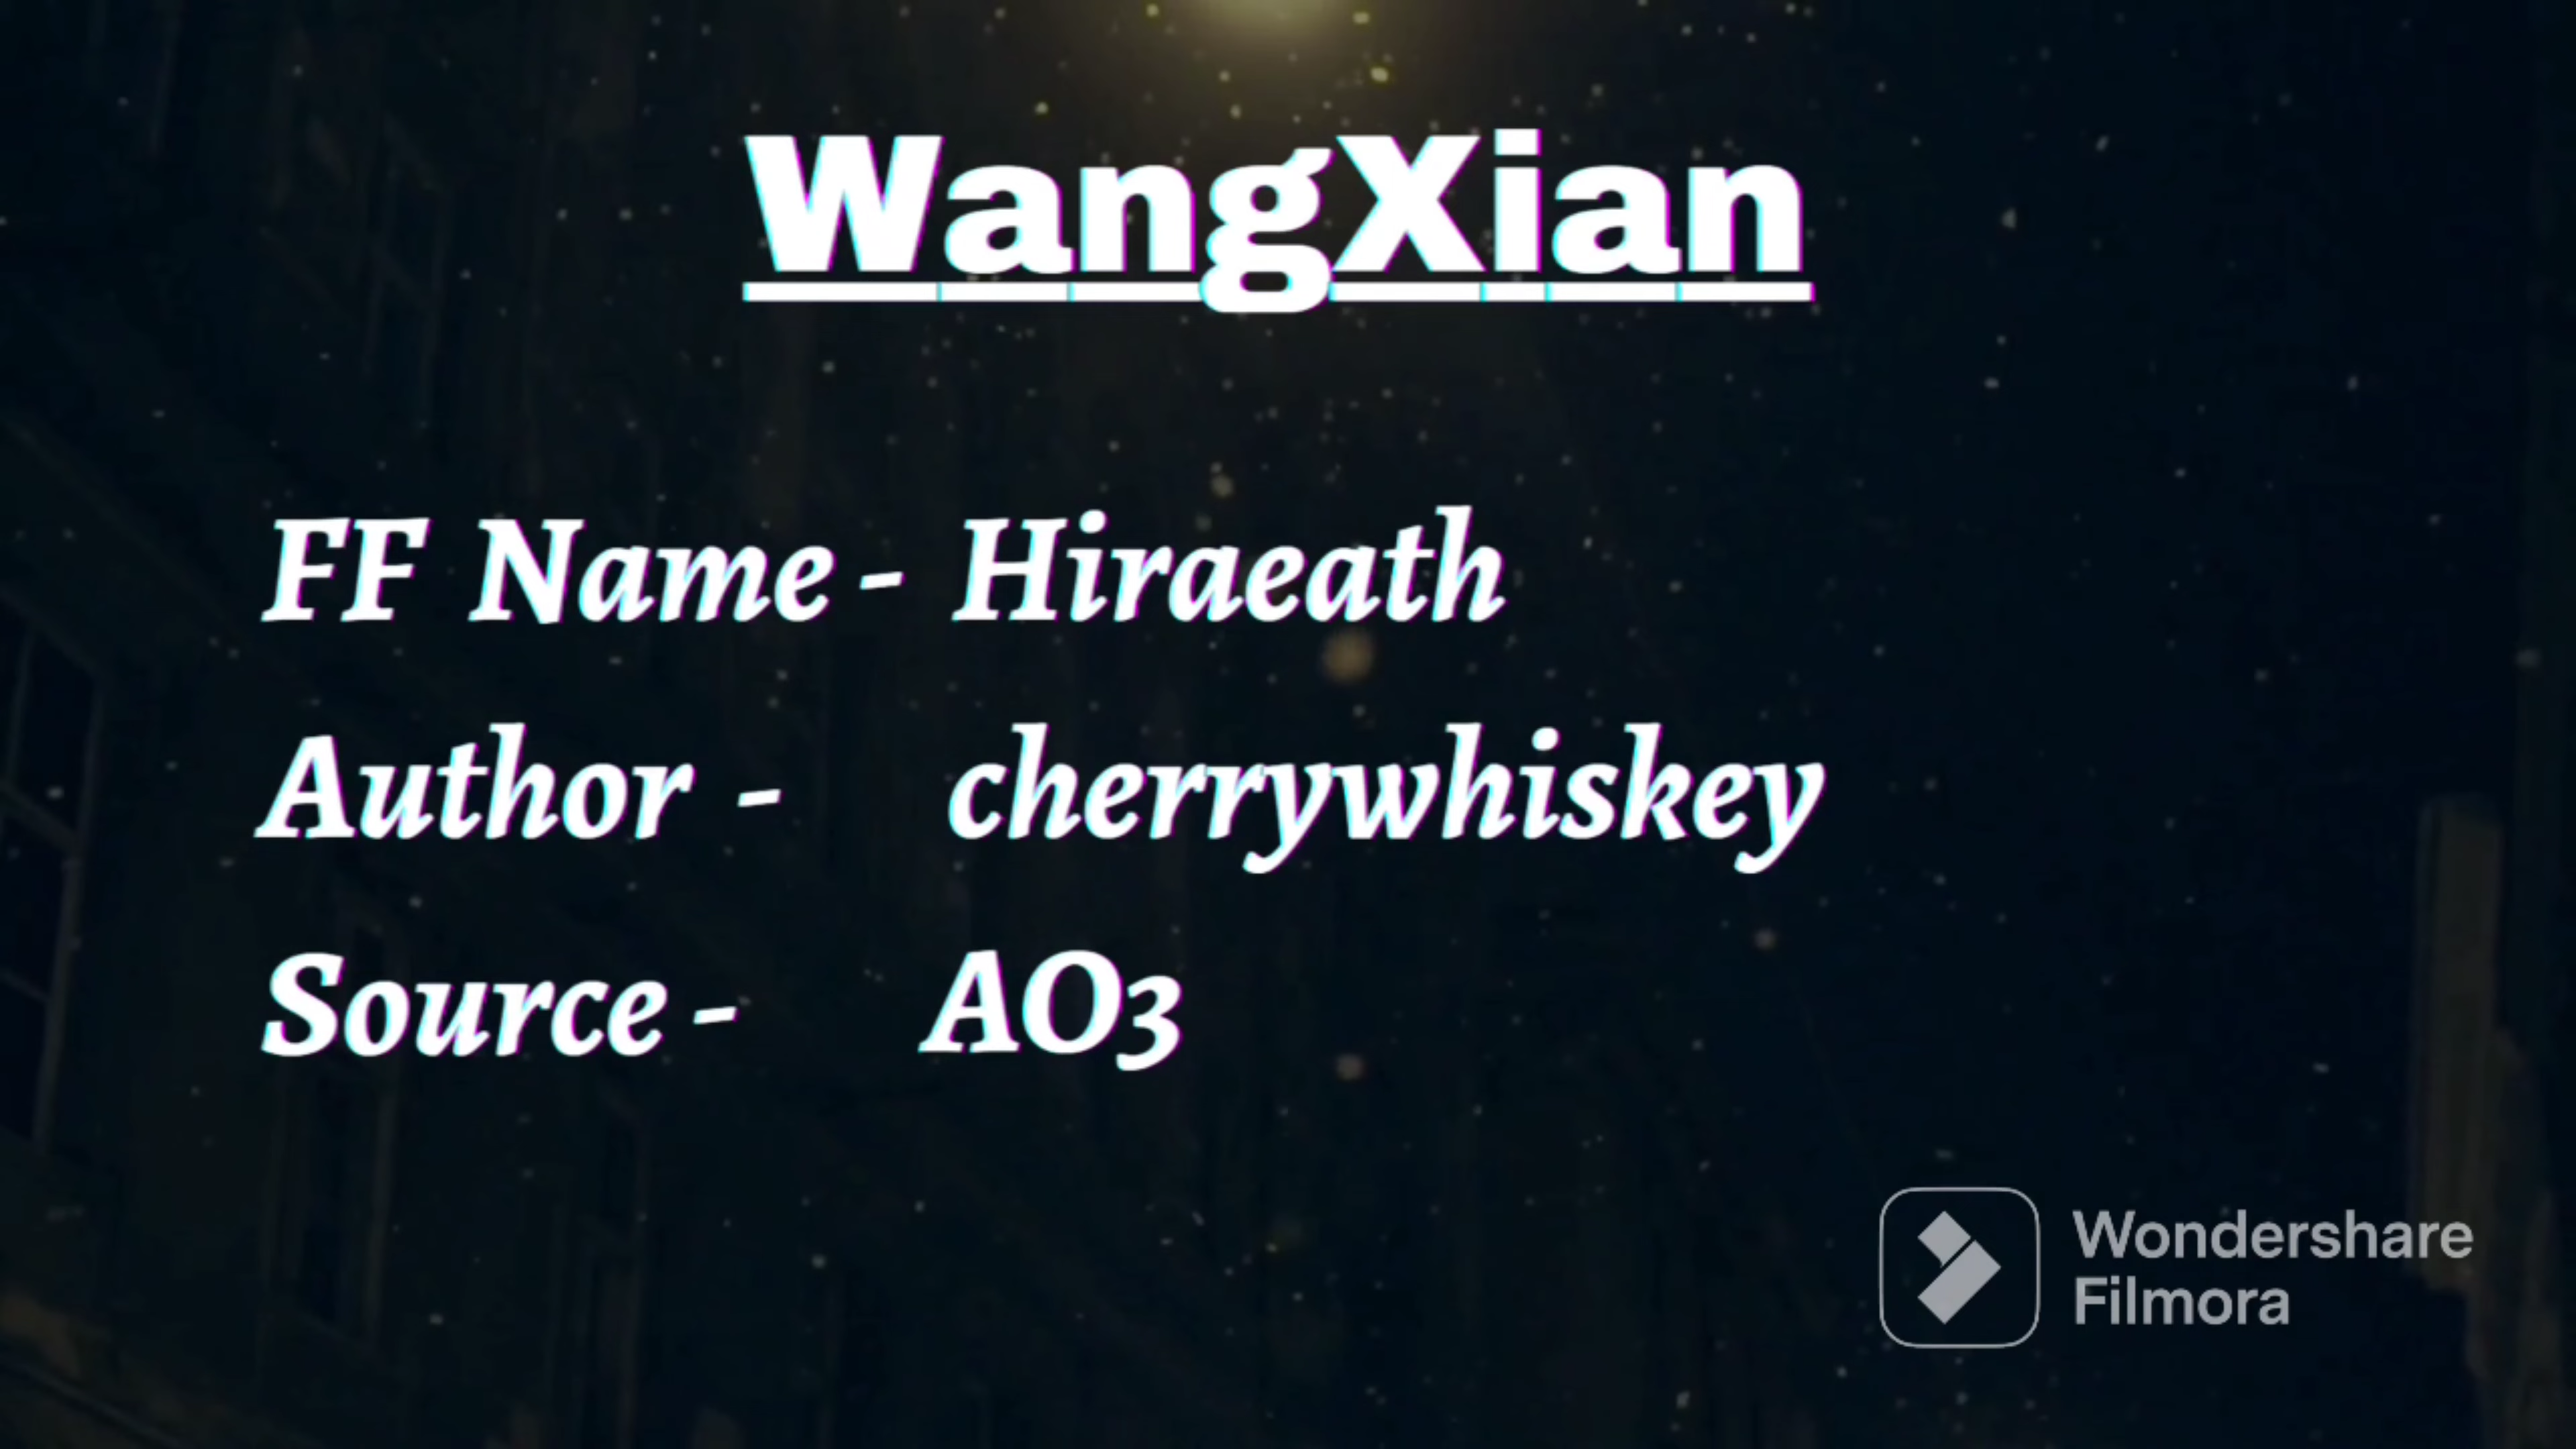 WangXian
FF Name - Hiraeath
Author - cherrywhiskey
Source - AO3
Wondershare
Filmora